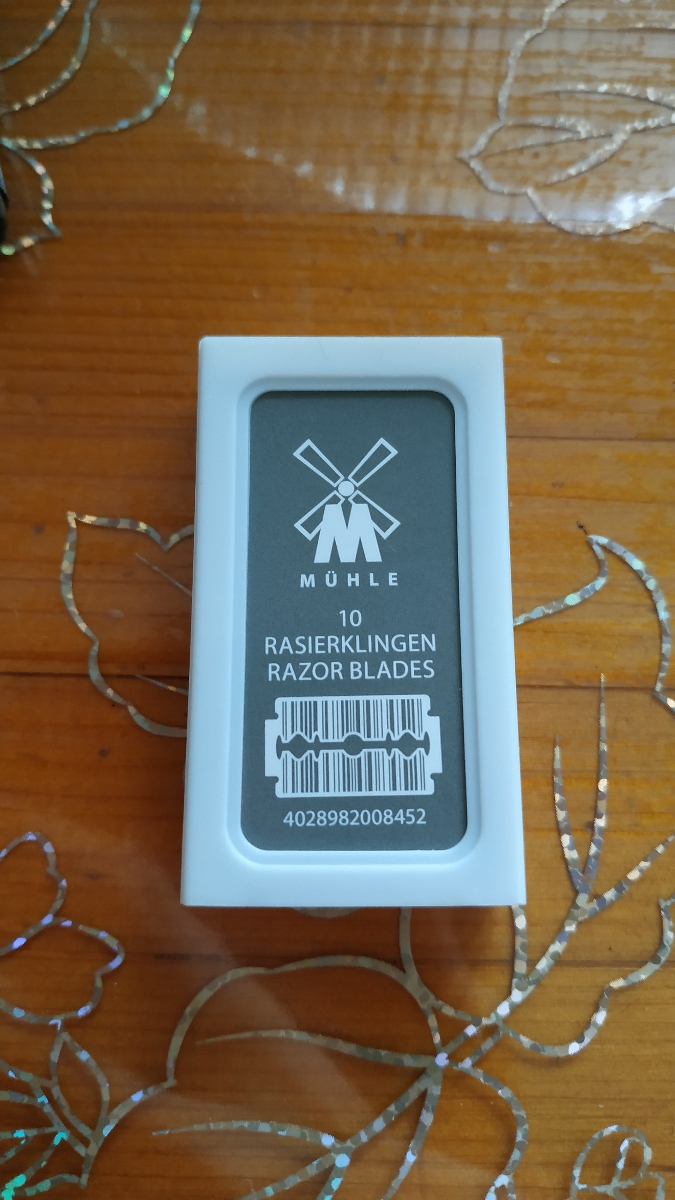 M
MÜHLE
10
RASIERKLINGEN
RAZOR BLADES
4028982008452